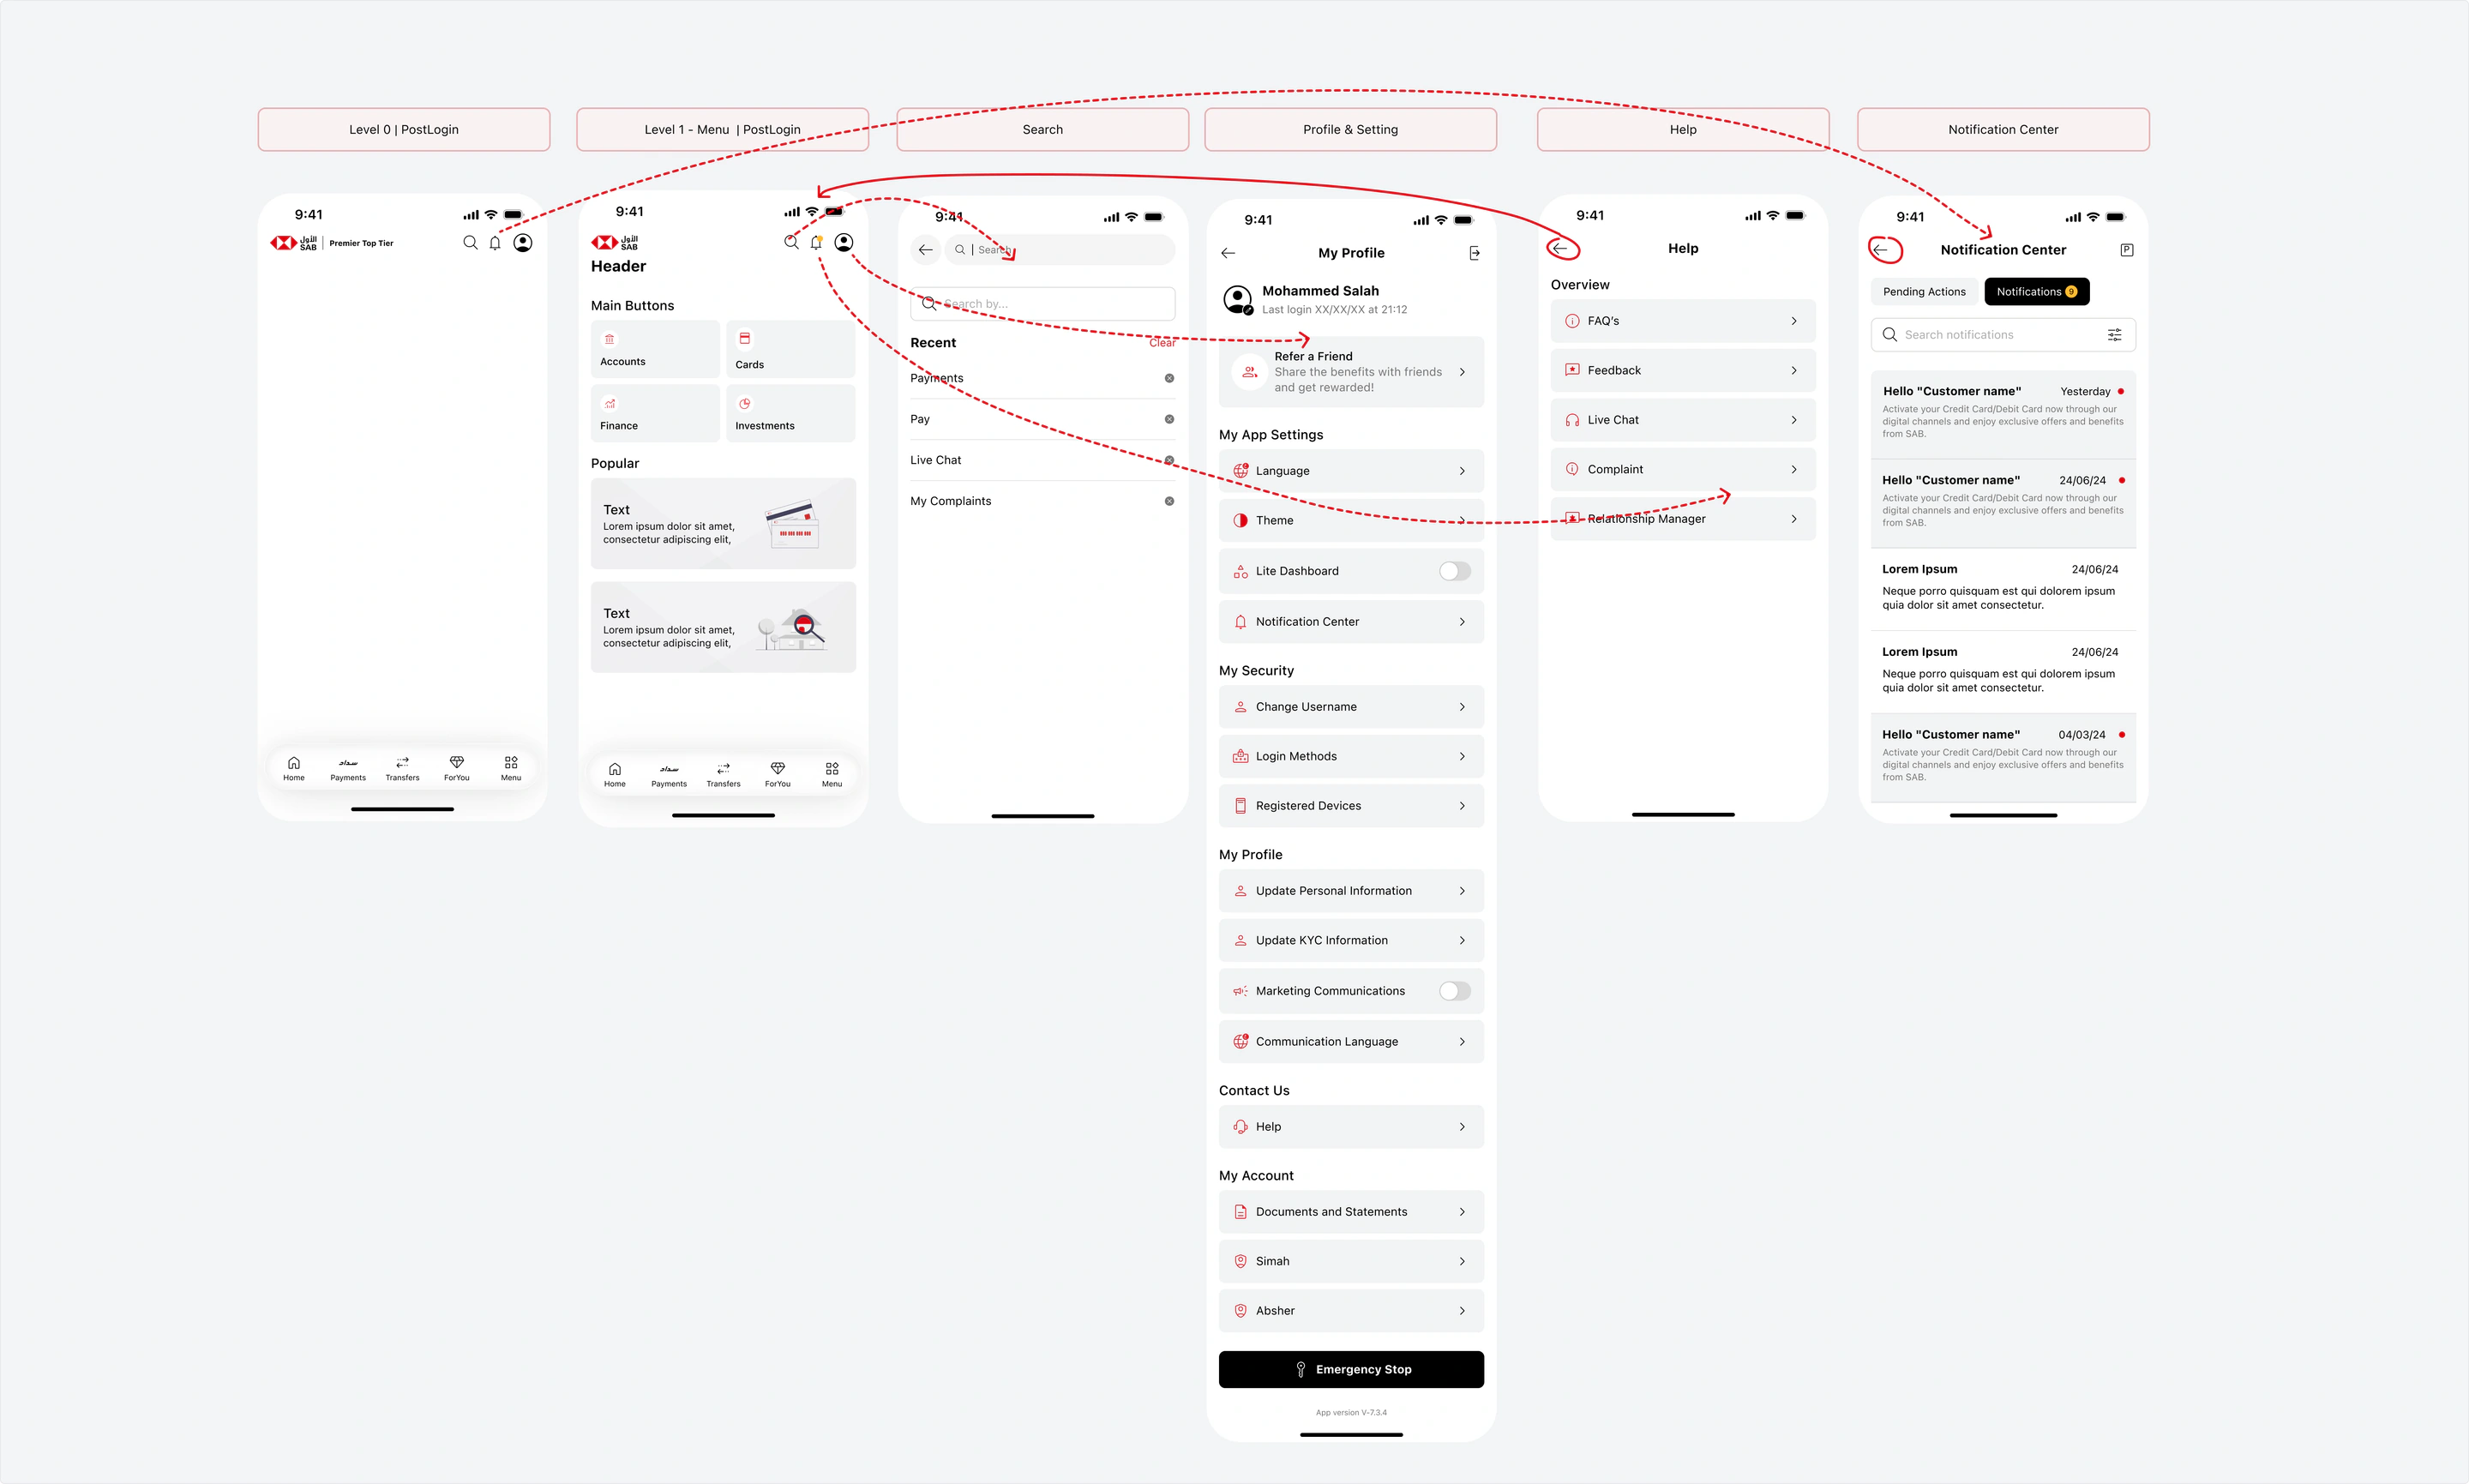 Level 0 | PostLogin
Level 1 - Menu | PostLogin
Search
Profile & Setting
Help
Notification Center
9:41
الأول
SAB
Premier Top Tier
Home
Payments
سداد
Transfers
ForYou
Menu
9:41
الأول
SAB
Header
Main Buttons
Accounts
Cards
Finance
Investments
Popular
Text
Lorem ipsum dolor sit amet,
consectetur adipiscing elit,
Text
Lorem ipsum dolor sit amet,
consectetur adipiscing elit,
Home
سداد
Payments
Transfers
ForYou
Menu
9:41
Search
Search by...
Recent
Clear
Payments
Pay
Live Chat
My Complaints
9:41
My Profile
Mohammed Salah
Last login XX/XX/XX at 21:12
Refer a Friend
Share the benefits with friends
and get rewarded!
My App Settings
Language
Theme
Lite Dashboard
Notification Center
My Security
Change Username
Login Methods
Registered Devices
My Profile
Update Personal Information
Update KYC Information
Marketing Communications
Communication Language
Contact Us
Help
My Account
Documents and Statements
Simah
Absher
Emergency Stop
App version V-7.3.4
9:41
Help
Overview
FAQ's
Feedback
Live Chat
Complaint
Relationship Manager
9:41
Notification Center
P
Pending Actions
Notifications 9
Search notifications
Hello "Customer name" Yesterday
Activate your Credit Card/Debit Card now through our
digital channels and enjoy exclusive offers and benefits
from SAB.
Hello "Customer name" 24/06/24
Activate your Credit Card/Debit Card now through our
digital channels and enjoy exclusive offers and benefits
from SAB.
Lorem Ipsum 24/06/24
Neque porro quisquam est qui dolorem ipsum
quia dolor sit amet consectetur.
Lorem Ipsum 24/06/24
Neque porro quisquam est qui dolorem ipsum
quia dolor sit amet consectetur.
Hello "Customer name" 04/03/24
Activate your Credit Card/Debit Card now through our
digital channels and enjoy exclusive offers and benefits
from SAB.